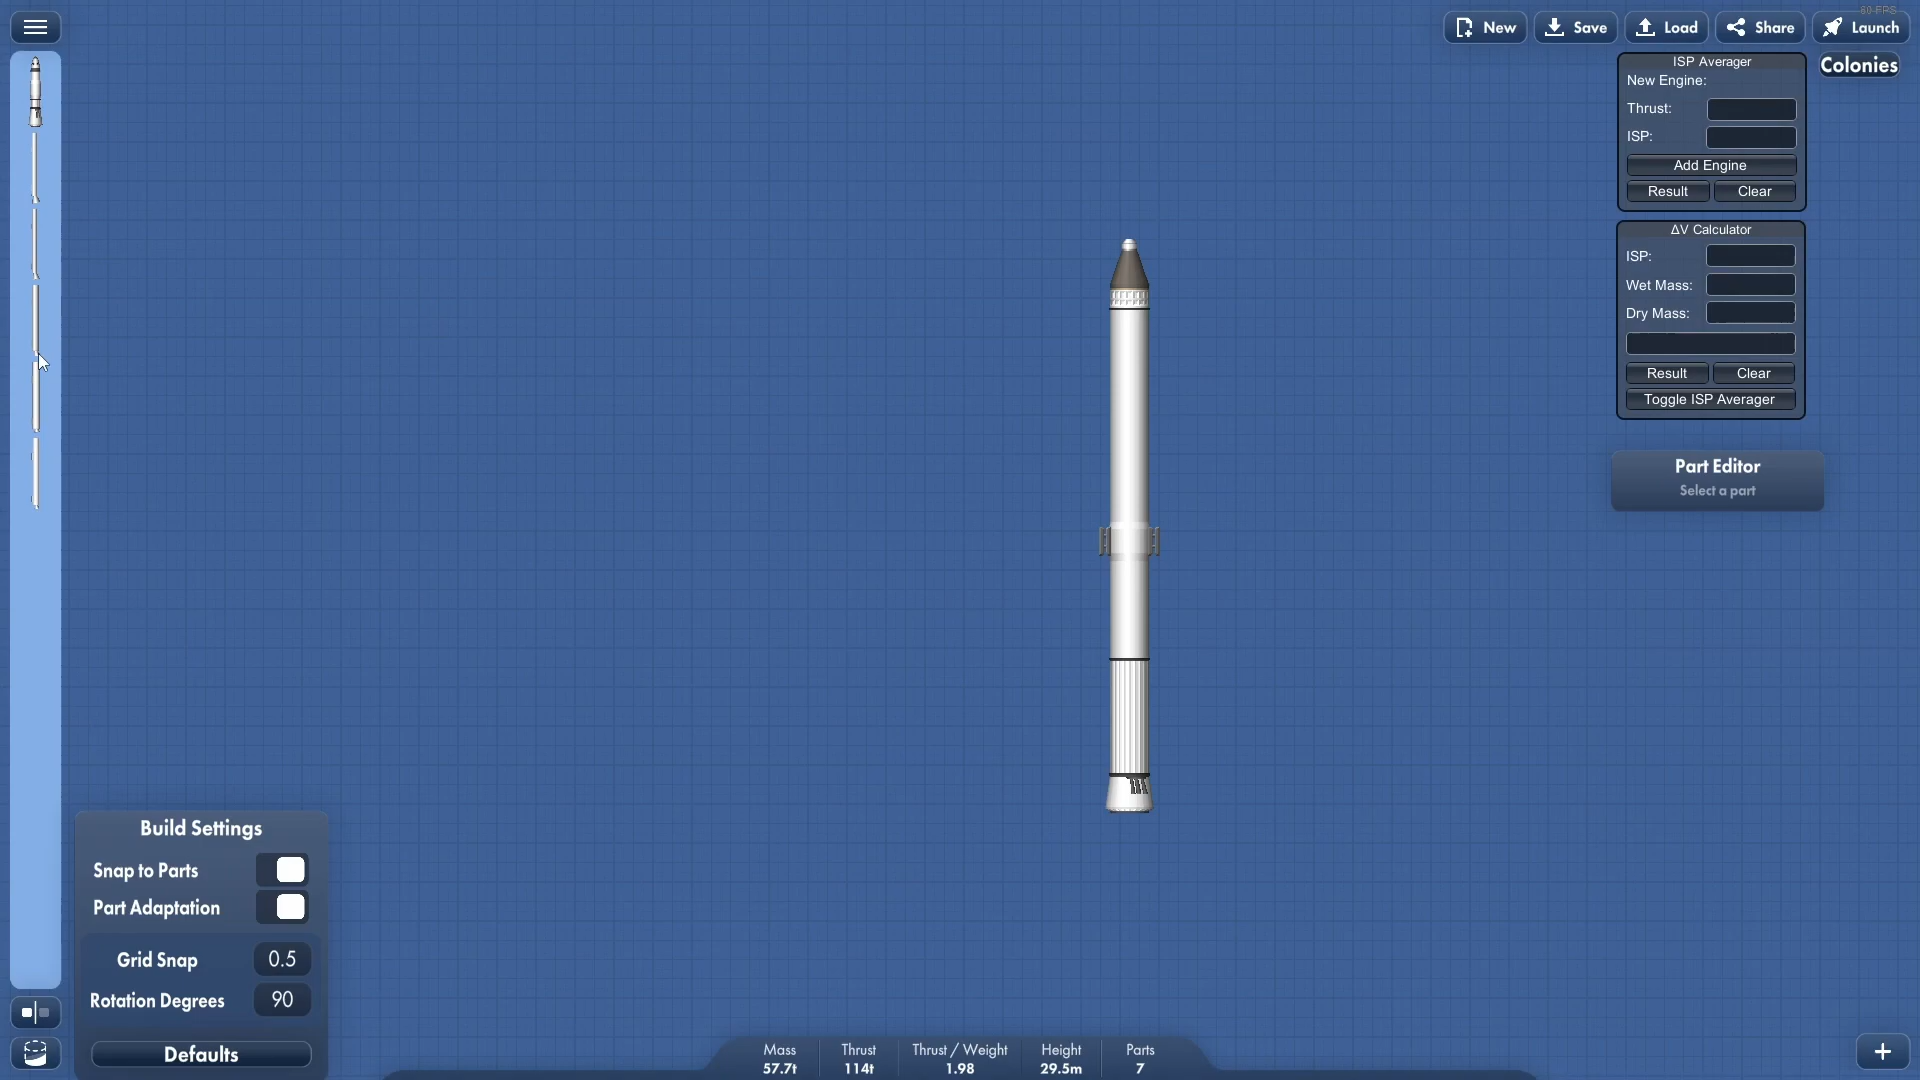 60 FPS
New
Save
Load
Share
Launch
Colonies
ISP Averager
New Engine:
Thrust:
ISP:
Add Engine
Result
Clear
ΔV Calculator
ISP:
Wet Mass:
Dry Mass:
Result
Clear
Toggle ISP Averager
Part Editor
Select a part
Build Settings
Snap to Parts
Part Adaptation
Grid Snap 0.5
Rotation Degrees 90
Defaults
Mass Thrust Thrust / Weight Height Parts
57.7t 114t 1.98 29.5m 7